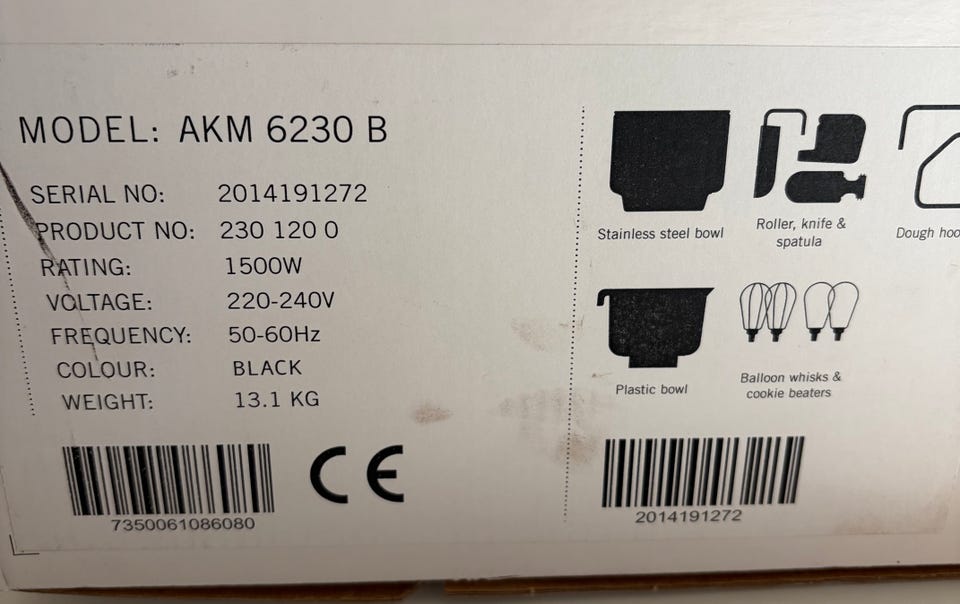 MODEL: AKM 6230 B
SERIAL NO: 2014191272
PRODUCT NO: 230 120 0
RATING: 1500W
VOLTAGE: 220-240V
FREQUENCY: 50-60Hz
COLOUR: BLACK
WEIGHT: 13.1 KG
7350061086080
CE
Stainless steel bowl
Roller, knife &
spatula
Dough hoo
Plastic bowl
Balloon whisks &
cookie beaters
2014191272